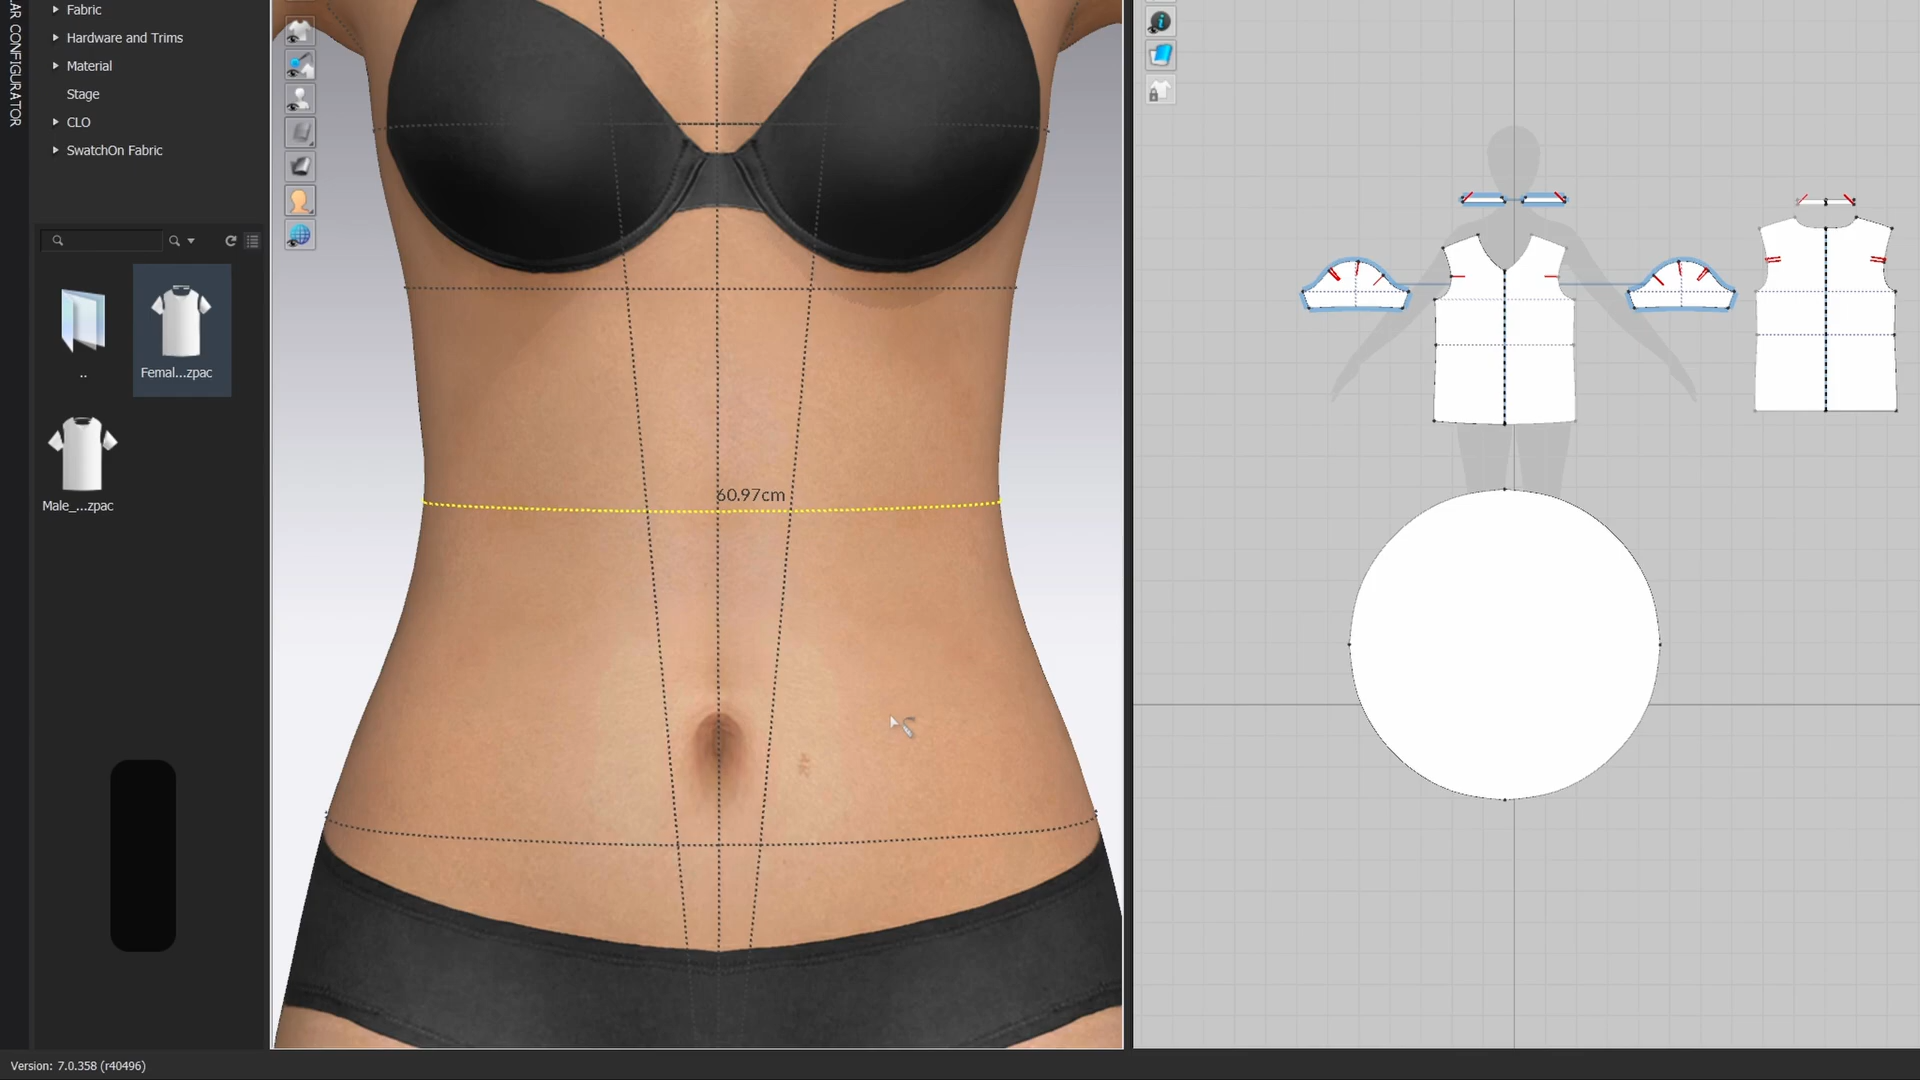 AR CONFIGURATOR
Fabric
Hardware and Trims
Material
Stage
CLO
SwatchOn Fabric
..
Femal...zpac
Male_...zpac
60.97cm
Version: 7.0.358 (r40496)